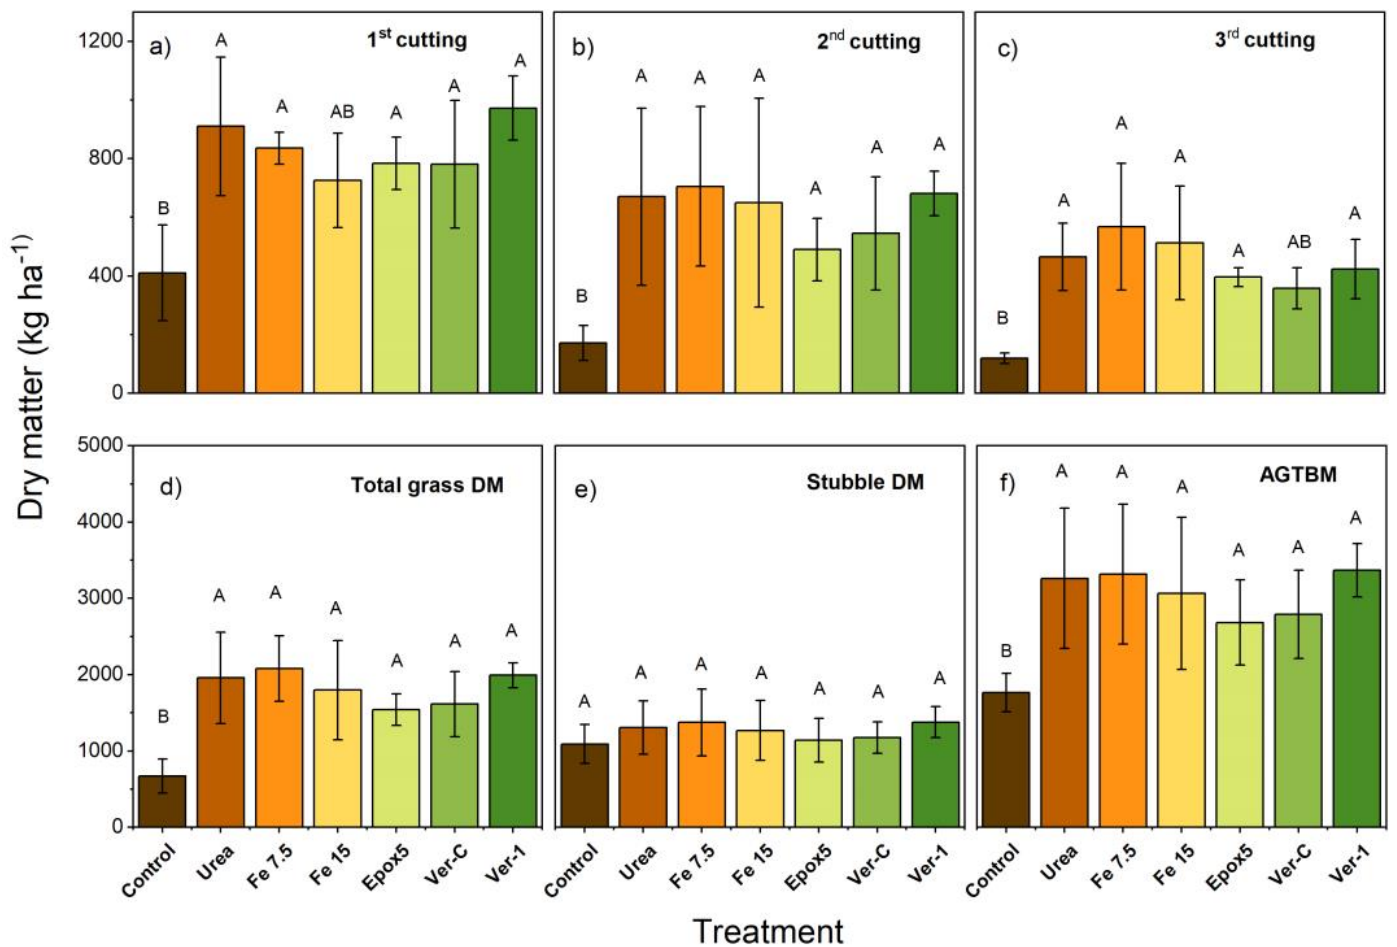 Dry matter (kg ha⁻¹)
1200
800
400
0
a)
1st cutting
B
A
A
AB
A
A
A
b)
2nd cutting
B
A
A
A
A
A
A
c)
3rd cutting
B
A
A
A
A
AB
A
5000
4000
3000
2000
1000
0
d)
Total grass DM
B
A
A
A
A
A
A
e)
Stubble DM
A
A
A
A
A
A
A
f)
AGTBM
B
A
A
A
A
A
A
Control
Urea
Fe 7.5
Fe 15
Epox5
Ver-C
Ver-1
Control
Urea
Fe 7.5
Fe 15
Epox5
Ver-C
Ver-1
Control
Urea
Fe 7.5
Fe 15
Epox5
Ver-C
Ver-1
Treatment